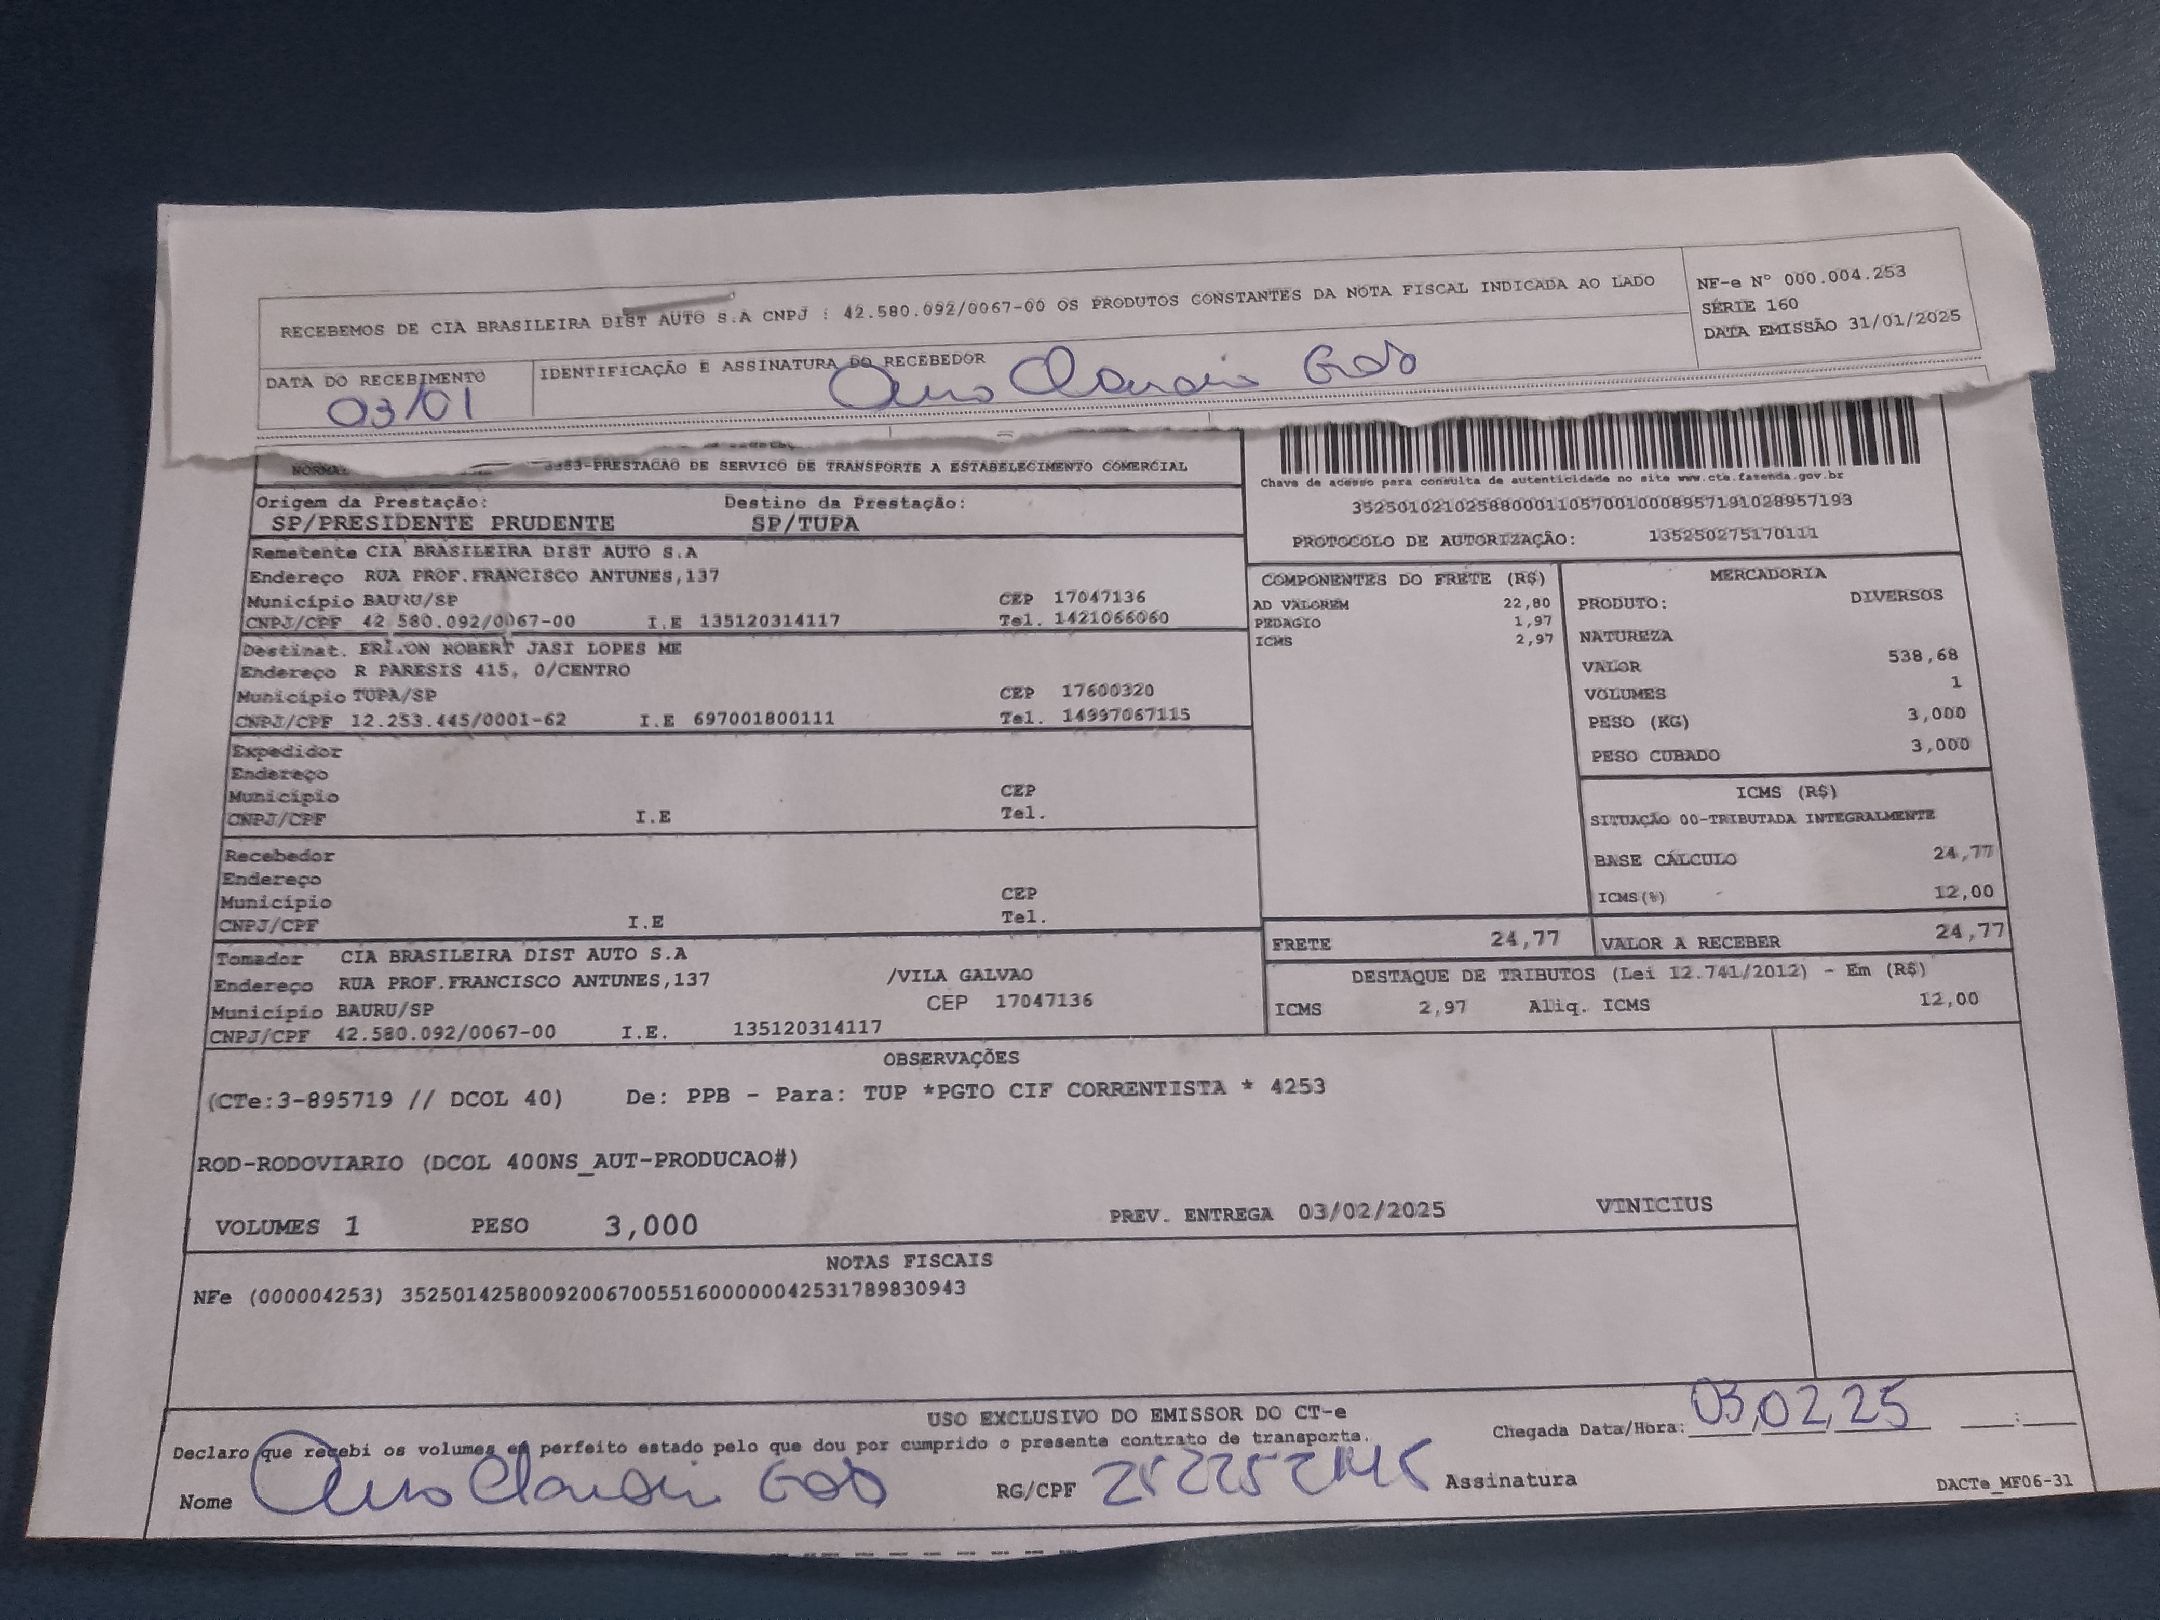 RECEBEMOS DE CIA BRASILEIRA DIST AUTO S.A CNPJ : 42.580.092/0067-00 OS PRODUTOS CONSTANTES DA NOTA FISCAL INDICADA AO LADO
NF-e Nº 000.004.253
SÉRIE 160
DATA EMISSÃO 31/01/2025
DATA DO RECEBIMENTO
03/01
IDENTIFICAÇÃO E ASSINATURA DO RECEBEDOR
-PRESTACAO DE SERVICO DE TRANSPORTE A ESTABELECIMENTO COMERCIAL
Chave de acesso para consulta de autenticidade no site www.cte.fazenda.gov.br
35250102102588000110570010008957191028957193
PROTOCOLO DE AUTORIZAÇÃO: 135250275170111
Origem da Prestação: Destino da Prestação:
SP/PRESIDENTE PRUDENTE SP/TUPA
Remetente CIA BRASILEIRA DIST AUTO S.A
Endereço RUA PROF.FRANCISCO ANTUNES,137
Município BAURU/SP CEP 17047136
CNPJ/CPF 42.580.092/0067-00 I.E 135120314117 Tel. 1421066060
Destinat. ROBERT JASI LOPES ME
Endereço R PARESIS 415, 0/CENTRO
Município TUPA/SP CEP 17600320
CNPJ/CPF 12.253.445/0001-62 I.E 697001800111 Tel. 14997067115
Expedidor
Endereço
Município CEP
CNPJ/CPF I.E Tel.
Recebedor
Endereço
Município CEP
CNPJ/CPF I.E Tel.
Tomador CIA BRASILEIRA DIST AUTO S.A
Endereço RUA PROF.FRANCISCO ANTUNES,137 /VILA GALVAO
Município BAURU/SP CEP 17047136
CNPJ/CPF 42.580.092/0067-00 I.E. 135120314117
COMPONENTES DO FRETE (R$)
AD VALOREM 22,80
PEDAGIO 1,97
ICMS 2,97
MERCADORIA
PRODUTO: DIVERSOS
NATUREZA
VALOR 538,68
VOLUMES 1
PESO (KG) 3,000
PESO CUBADO 3,000
ICMS (R$)
SITUAÇÃO 00-TRIBUTADA INTEGRALMENTE
BASE CÁLCULO 24,77
ICMS(%) 12,00
FRETE 24,77 VALOR A RECEBER 24,77
DESTAQUE DE TRIBUTOS (Lei 12.741/2012) - Em (R$)
ICMS 2,97 Aliq. ICMS 12,00
OBSERVAÇÕES
(CTe:3-895719 // DCOL 40) De: PPB - Para: TUP *PGTO CIF CORRENTISTA * 4253
ROD-RODOVIARIO (DCOL 400NS_AUT-PRODUCAO#)
VOLUMES 1 PESO 3,000 PREV. ENTREGA 03/02/2025 VINICIUS
NOTAS FISCAIS
NFe (000004253) 35250142580092006700551600000042531789830943
USO EXCLUSIVO DO EMISSOR DO CT-e
Chegada Data/Hora: 03,02,25 :
Declaro que recebi os volumes em perfeito estado pelo que dou por cumprido o presente contrato de transporte.
Nome RG/CPF Assinatura
DACTe_MF06-31